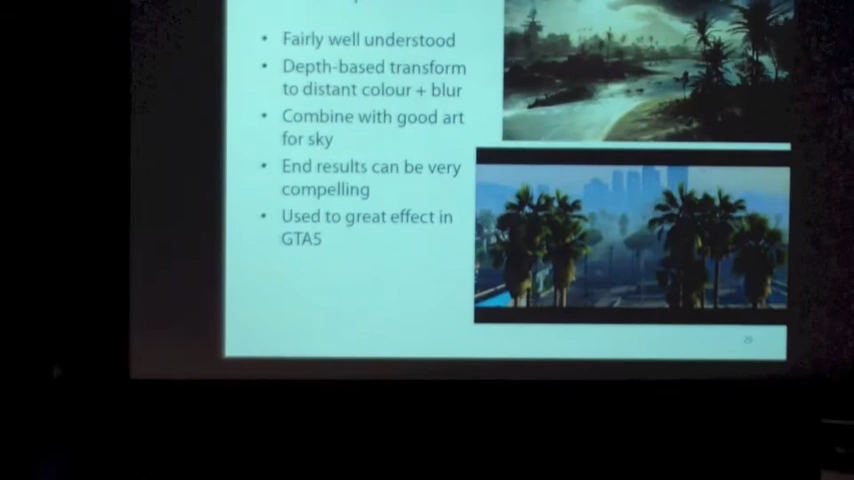 • Fairly well understood
• Depth-based transform
to distant colour + blur
• Combine with good art
for sky
• End results can be very
compelling
• Used to great effect in
GTA5
29